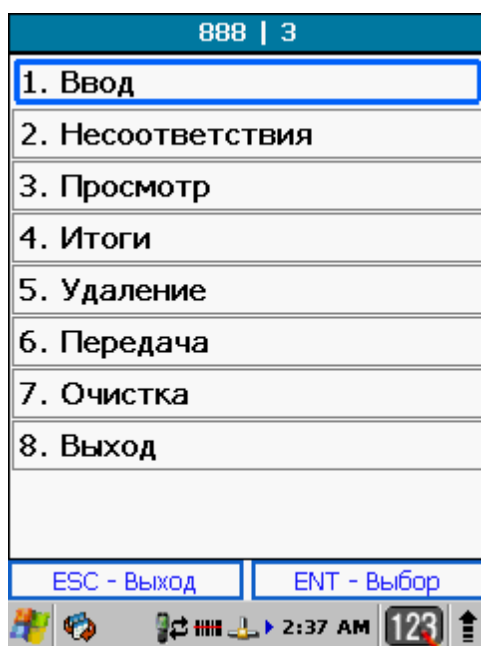 888 | 3
1. Ввод
2. Несоответствия
3. Просмотр
4. Итоги
5. Удаление
6. Передача
7. Очистка
8. Выход
ESC - Выход ENT - Выбор
2:37 AM 123